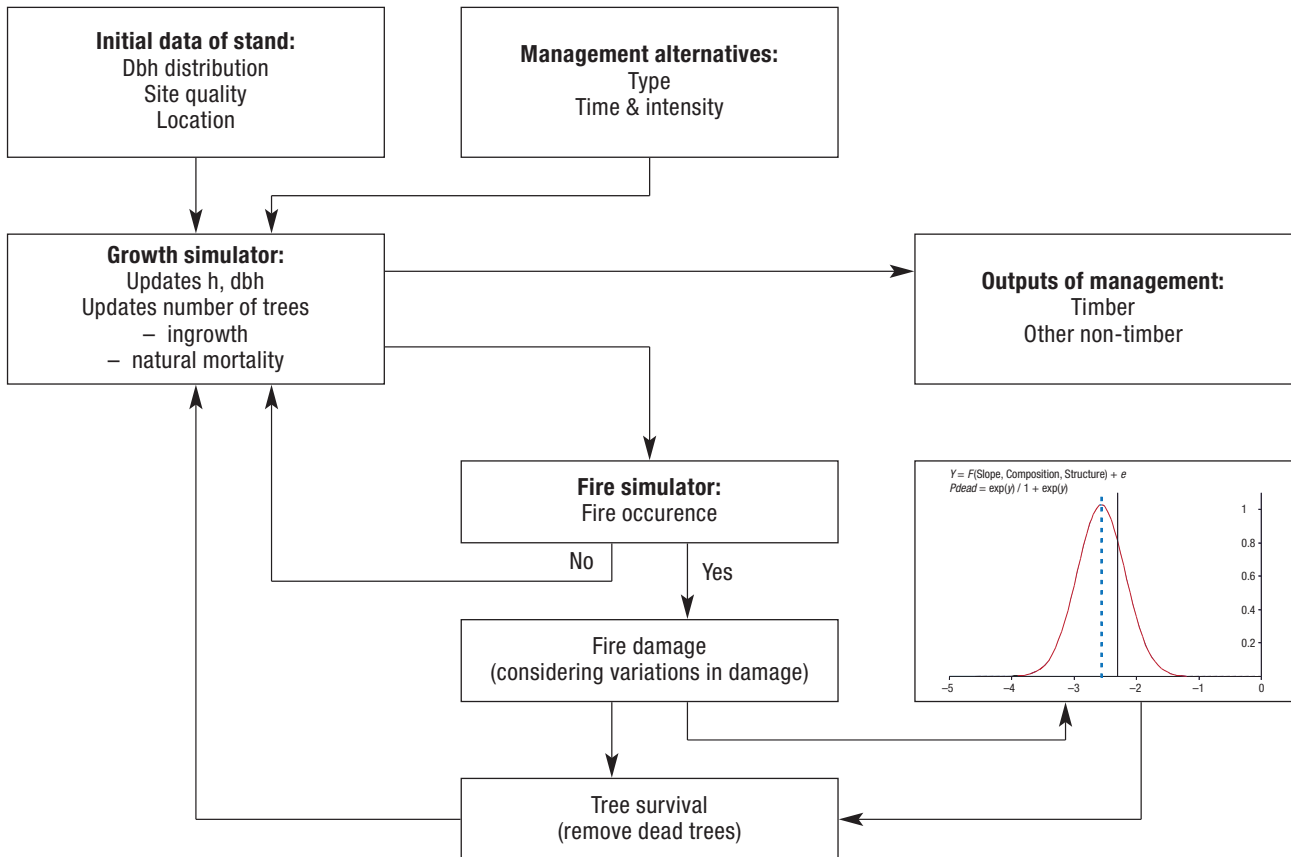 Initial data of stand:
Dbh distribution
Site quality
Location
Management alternatives:
Type
Time & intensity
Growth simulator:
Updates h, dbh
Updates number of trees
– ingrowth
– natural mortality
Outputs of management:
Timber
Other non-timber
Fire simulator:
Fire occurence
No
Yes
Y = F(Slope, Composition, Structure) + e
Pdead = exp(y) / 1 + exp(y)
1
0.8
0.6
0.4
0.2
–5 –4 –3 –2 –1 0
Fire damage
(considering variations in damage)
Tree survival
(remove dead trees)